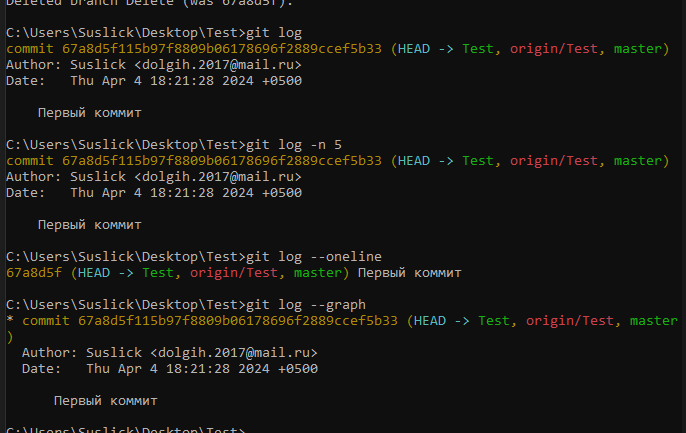 Deleted branch Delete (was 67a8d5f).
C:\Users\Suslick\Desktop\Test>git log
commit 67a8d5f115b97f8809b06178696f2889ccef5b33 (HEAD -> Test, origin/Test, master)
Author: Suslick <dolgih.2017@mail.ru>
Date:   Thu Apr 4 18:21:28 2024 +0500
Первый коммит
C:\Users\Suslick\Desktop\Test>git log -n 5
commit 67a8d5f115b97f8809b06178696f2889ccef5b33 (HEAD -> Test, origin/Test, master)
Author: Suslick <dolgih.2017@mail.ru>
Date:   Thu Apr 4 18:21:28 2024 +0500
Первый коммит
C:\Users\Suslick\Desktop\Test>git log --oneline
67a8d5f (HEAD -> Test, origin/Test, master) Первый коммит
C:\Users\Suslick\Desktop\Test>git log --graph
* commit 67a8d5f115b97f8809b06178696f2889ccef5b33 (HEAD -> Test, origin/Test, master
)
Author: Suslick <dolgih.2017@mail.ru>
Date:   Thu Apr 4 18:21:28 2024 +0500
Первый коммит
C:\Users\Suslick\Desktop\Test>